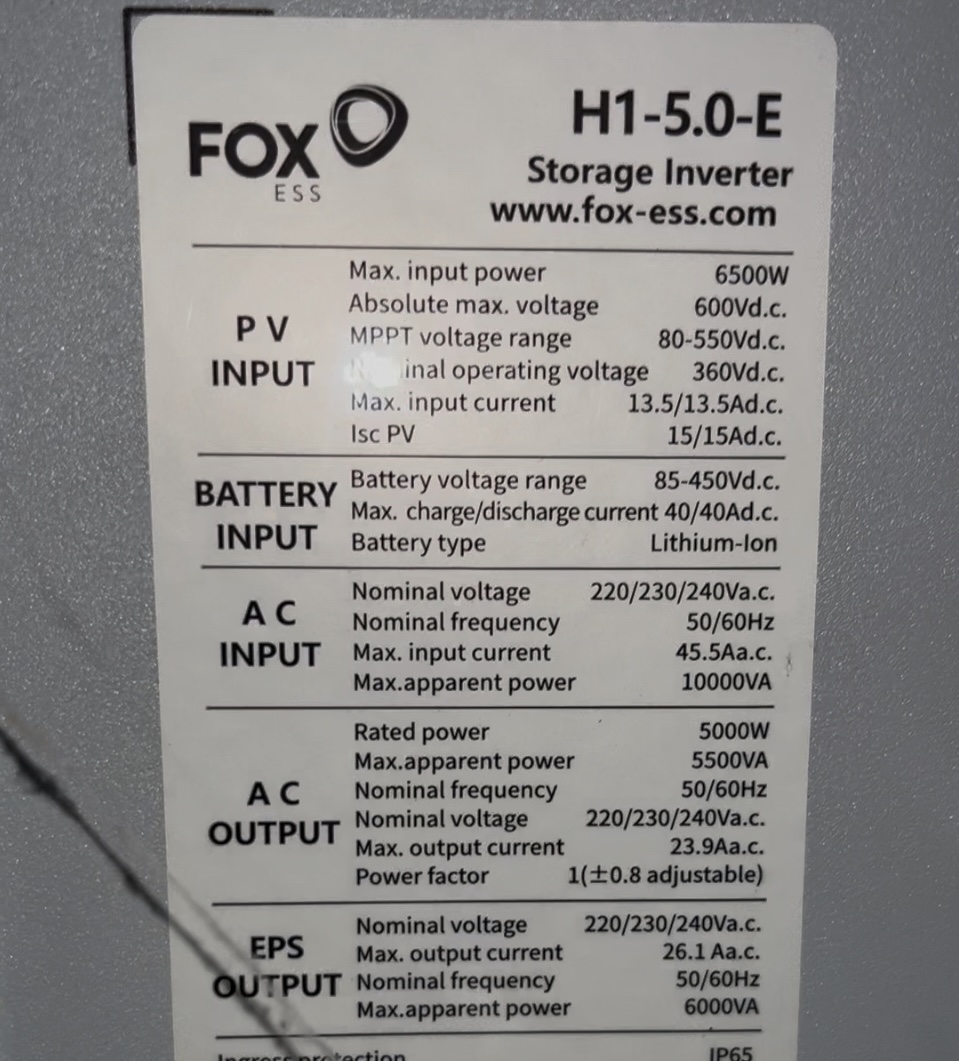 FOX
ESS
H1-5.0-E
Storage Inverter
www.fox-ess.com
PV INPUT
Max. input power 6500W
Absolute max. voltage 600Vd.c.
MPPT voltage range 80-550Vd.c.
inal operating voltage 360Vd.c.
Max. input current 13.5/13.5Ad.c.
Isc PV 15/15Ad.c.
BATTERY INPUT
Battery voltage range 85-450Vd.c.
Max. charge/discharge current 40/40Ad.c.
Battery type Lithium-Ion
AC INPUT
Nominal voltage 220/230/240Va.c.
Nominal frequency 50/60Hz
Max. input current 45.5Aa.c.
Max.apparent power 10000VA
AC OUTPUT
Rated power 5000W
Max.apparent power 5500VA
Nominal frequency 50/60Hz
Nominal voltage 220/230/240Va.c.
Max. output current 23.9Aa.c.
Power factor 1(±0.8 adjustable)
EPS OUTPUT
Nominal voltage 220/230/240Va.c.
Max. output current 26.1 Aa.c.
Nominal frequency 50/60Hz
Max.apparent power 6000VA
Ingress protection IP65